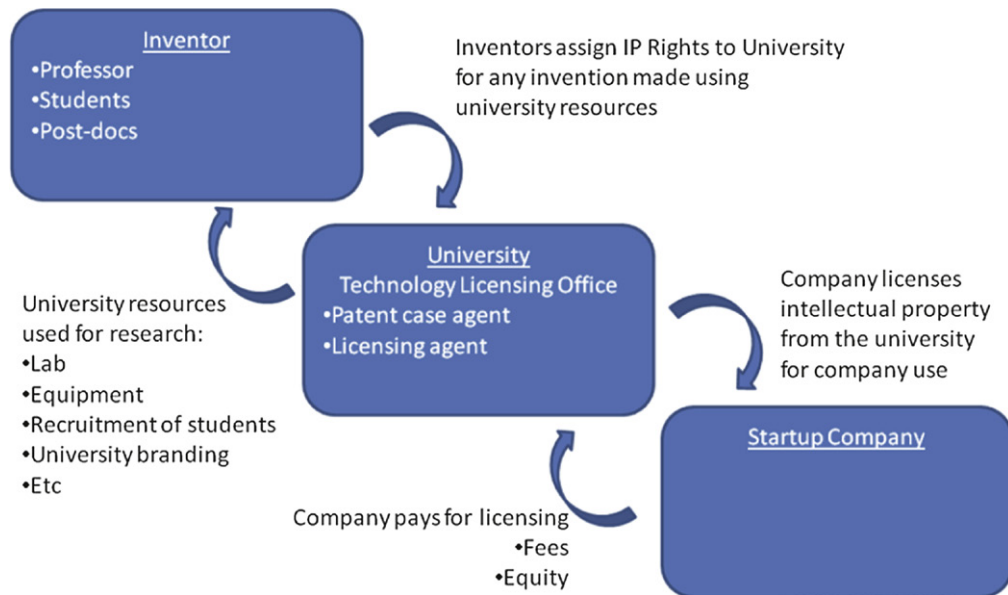 Inventor
•Professor
•Students
•Post-docs
Inventors assign IP Rights to University
for any invention made using
university resources
University
Technology Licensing Office
•Patent case agent
•Licensing agent
University resources
used for research:
•Lab
•Equipment
•Recruitment of students
•University branding
•Etc
Company licenses
intellectual property
from the university
for company use
Startup Company
Company pays for licensing
•Fees
•Equity